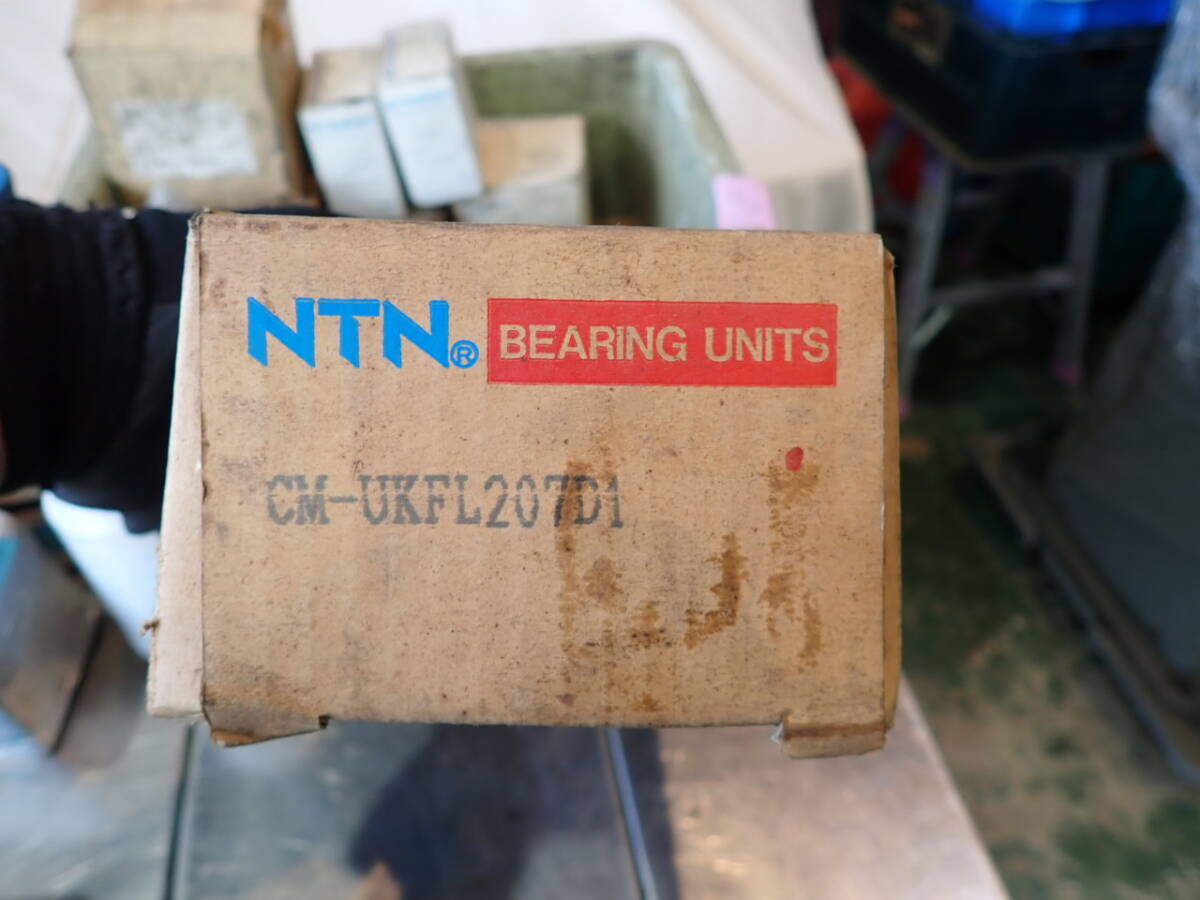 NTN® BEARING UNITS
CM-UKFL207D1